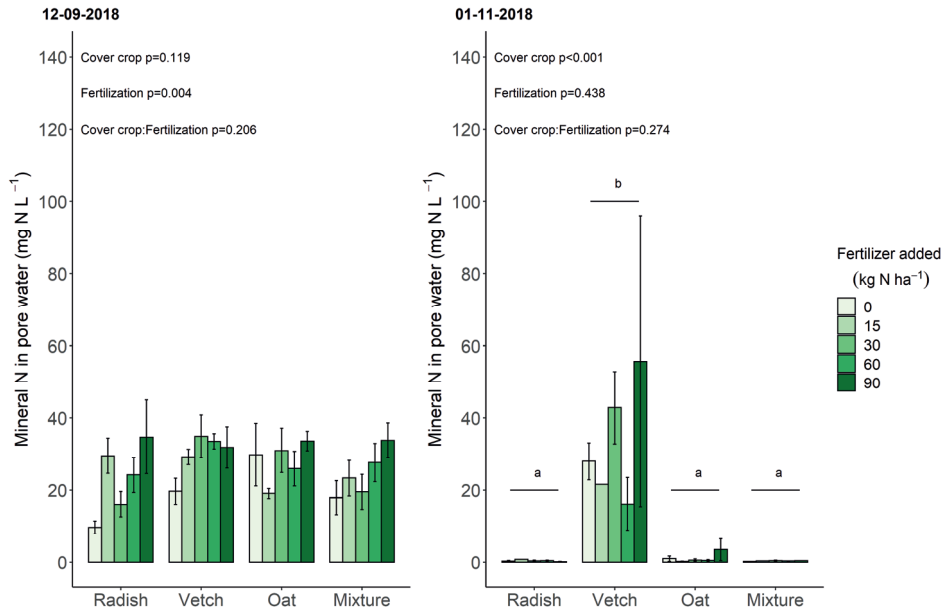 12-09-2018
Mineral N in pore water (mg N L⁻¹)
140
120
100
80
60
40
20
0
Cover crop p=0.119
Fertilization p=0.004
Cover crop:Fertilization p=0.206
Radish Vetch Oat Mixture
01-11-2018
Mineral N in pore water (mg N L⁻¹)
140
120
100
80
60
40
20
0
Cover crop p<0.001
Fertilization p=0.438
Cover crop:Fertilization p=0.274
b
a a a
Radish Vetch Oat Mixture
Fertilizer added
(kg N ha⁻¹)
0
15
30
60
90